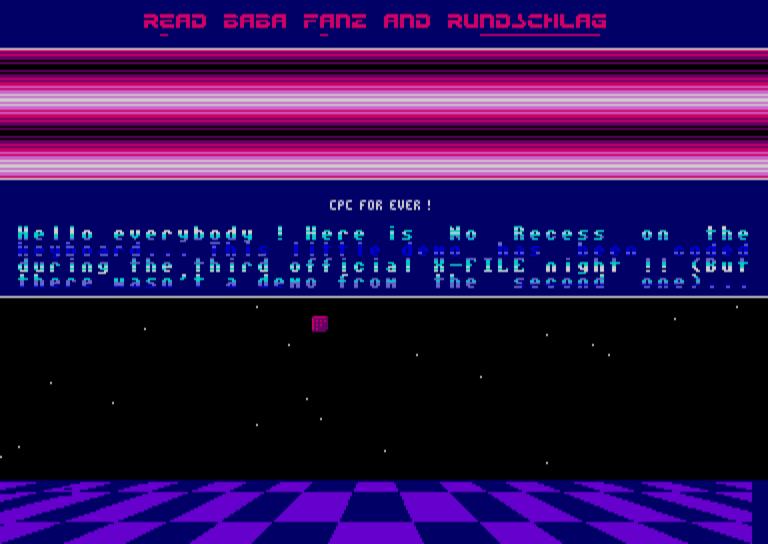 READ BABA FANZ AND RUNDSCHLAG
CPC FOR EVER !
Hello everybody ! Here is No Recess on the
keyboard... This little demo has been coded
during the third official X-FILE night !! (But
there wasn't a demo from the second one)...